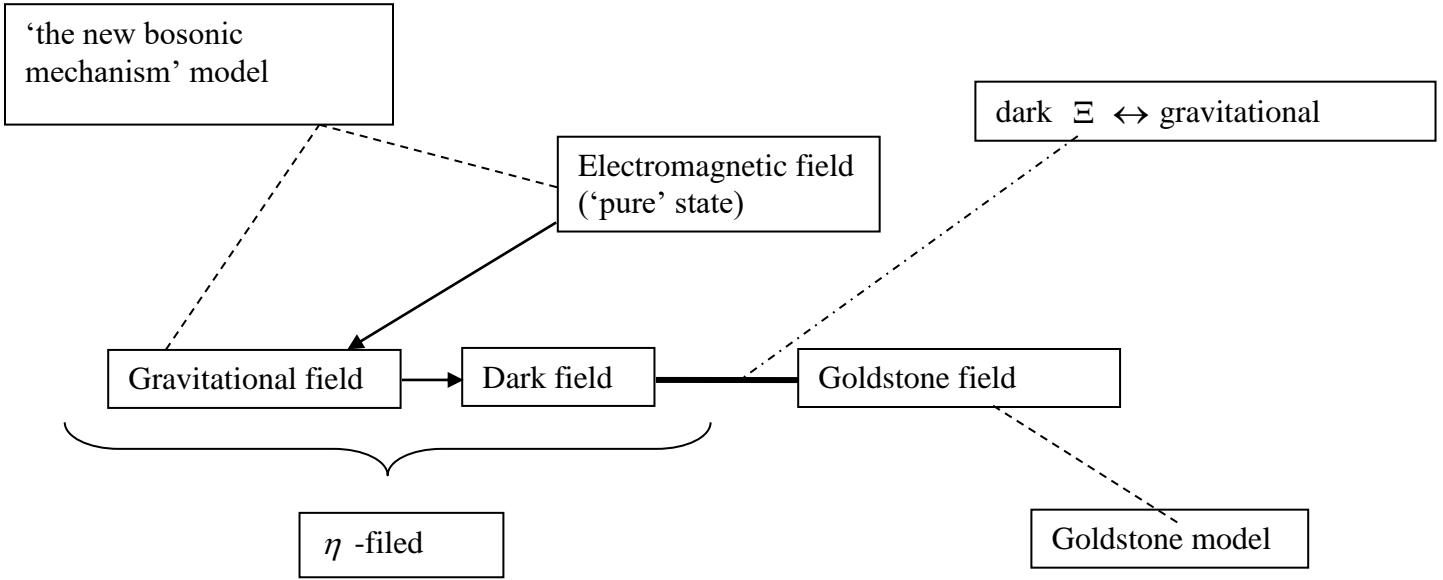 ‘the new bosonic
mechanism’ model
dark Ξ ↔ gravitational
Electromagnetic field
(‘pure’ state)
Gravitational field
Dark field
Goldstone field
η -filed
Goldstone model